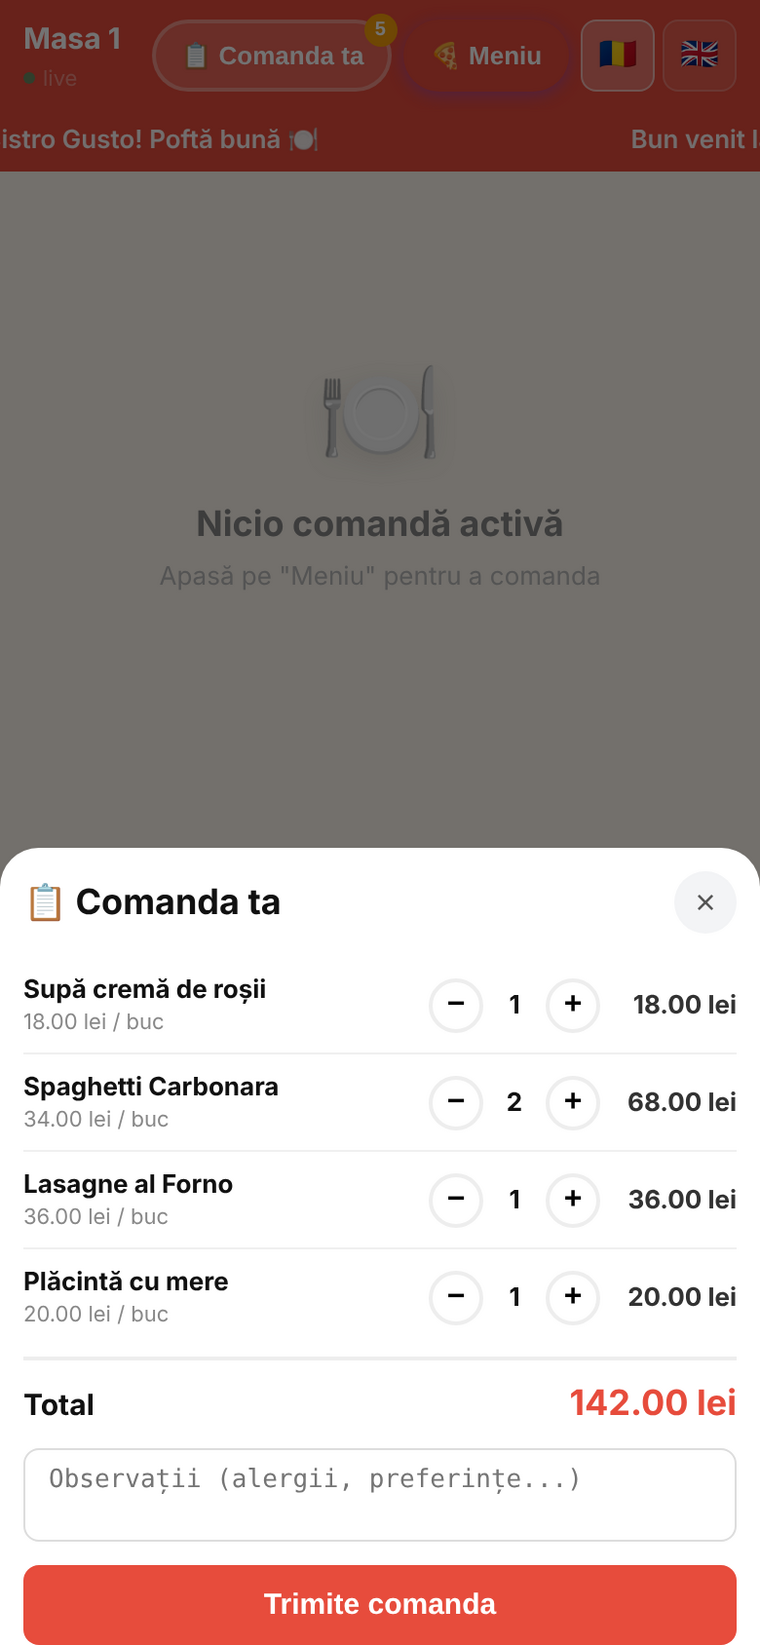 Masa 1
live
📋 Comanda ta
5
🍕 Meniu
istro Gusto! Poftă bună 🍽️
Bun venit l
Nicio comandă activă
Apasă pe "Meniu" pentru a comanda
📋 Comanda ta
×
Supă cremă de roșii
18.00 lei / buc
− 1 + 18.00 lei
Spaghetti Carbonara
34.00 lei / buc
− 2 + 68.00 lei
Lasagne al Forno
36.00 lei / buc
− 1 + 36.00 lei
Plăcintă cu mere
20.00 lei / buc
− 1 + 20.00 lei
Total 142.00 lei
Observații (alergii, preferințe...)
Trimite comanda